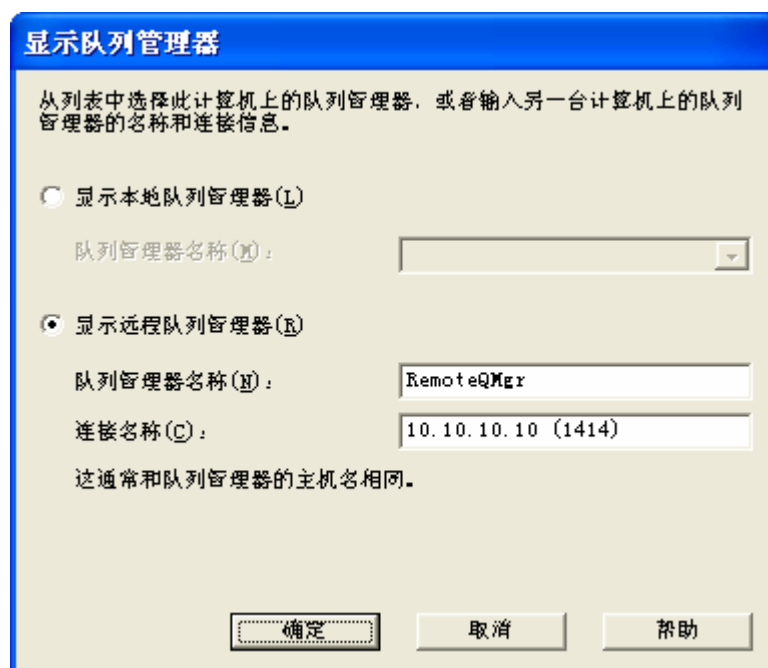 显示队列管理器
从列表中选择此计算机上的队列管理器，或者输入另一台计算机上的队列
管理器的名称和连接信息。
显示本地队列管理器(L)
队列管理器名称(M)：
显示远程队列管理器(R)
队列管理器名称(N)：
RemoteQMgr
连接名称(C)：
10.10.10.10 (1414)
这通常和队列管理器的主机名相同。
确定
取消
帮助